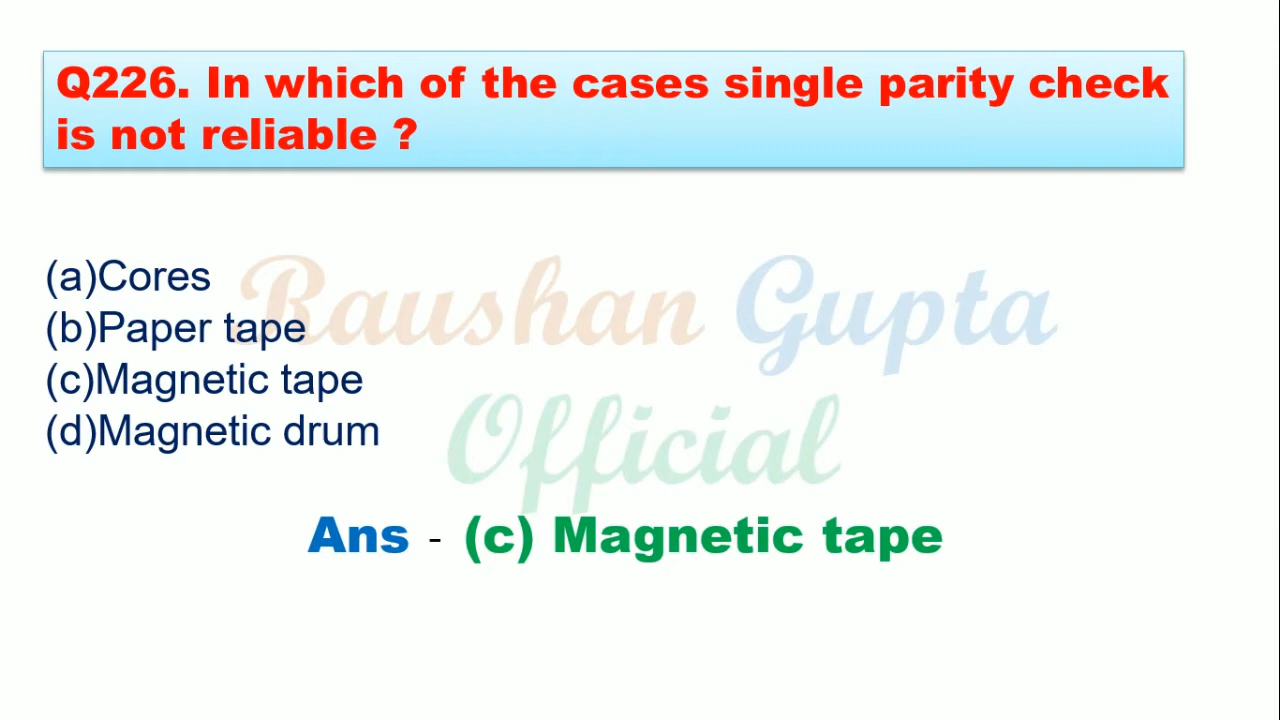 Q226. In which of the cases single parity check
is not reliable ?
(a)Cores
(b)Paper tape
(c)Magnetic tape
(d)Magnetic drum
Raushan Gupta
Official
Ans - (c) Magnetic tape